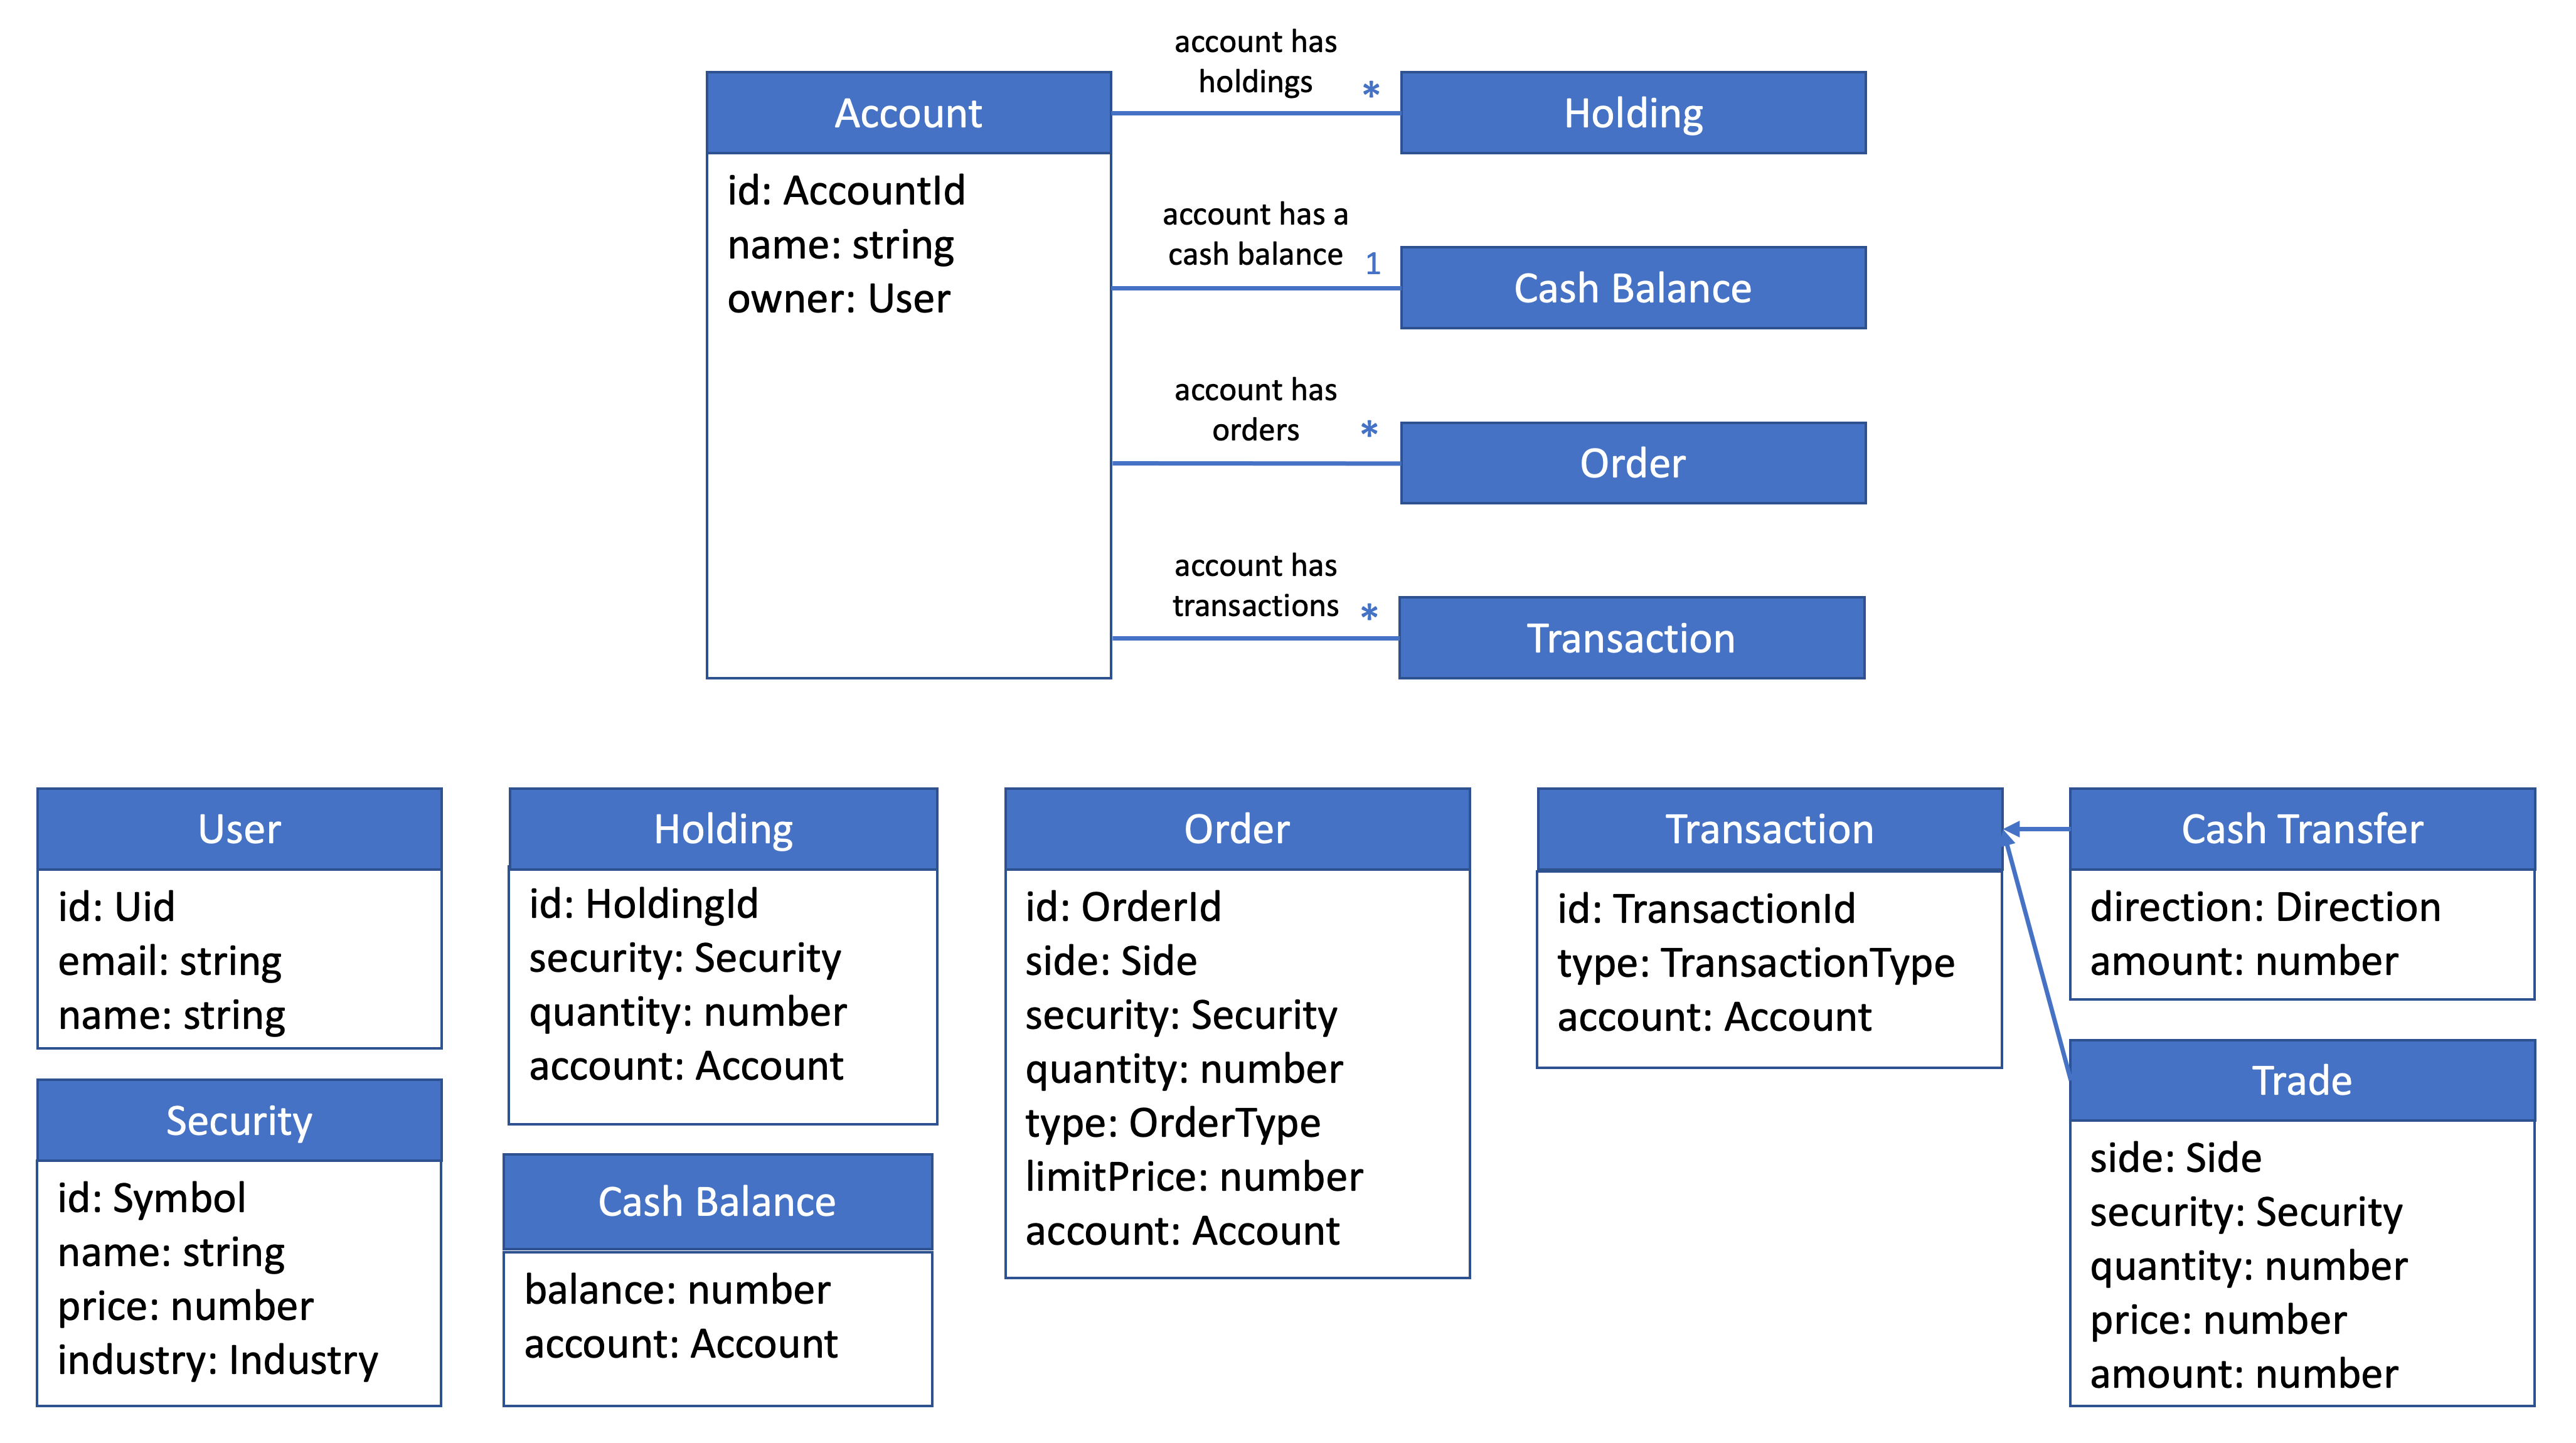 account has
holdings
*
Account
Holding
id: AccountId
name: string
owner: User
account has a
cash balance
1
Cash Balance
account has
orders
*
Order
account has
transactions
*
Transaction
User
id: Uid
email: string
name: string
Security
id: Symbol
name: string
price: number
industry: Industry
Holding
id: HoldingId
security: Security
quantity: number
account: Account
Cash Balance
balance: number
account: Account
Order
id: OrderId
side: Side
security: Security
quantity: number
type: OrderType
limitPrice: number
account: Account
Transaction
id: TransactionId
type: TransactionType
account: Account
Cash Transfer
direction: Direction
amount: number
Trade
side: Side
security: Security
quantity: number
price: number
amount: number